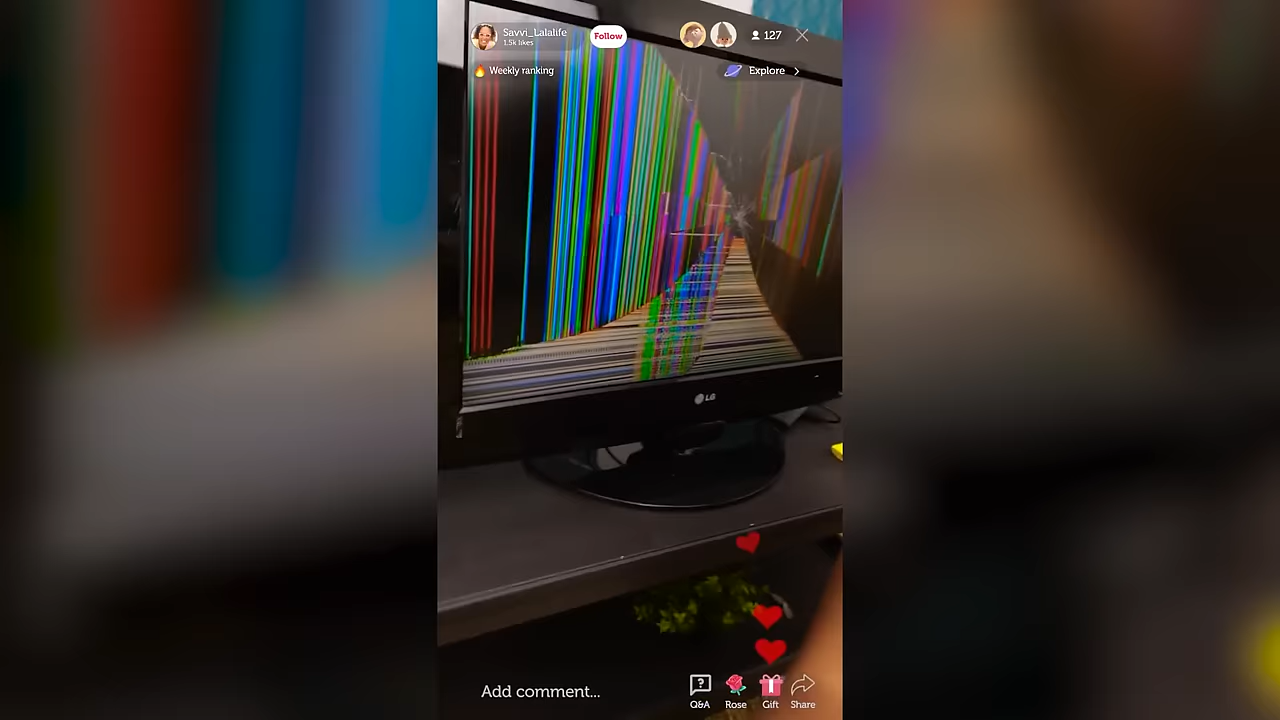 Savvi_Lalalife
1.5k likes
Follow
127
Weekly ranking
Explore
LG
Add comment...
Q&A
Rose
Gift
Share